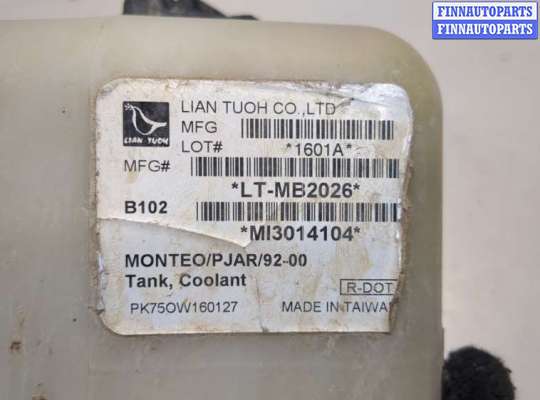 FINNAUTOPARTS
FINNAUTOPARTS
LIAN TUOH CO.,LTD
LIAN TUOH
MFG
LOT#
*1601A*
MFG#
*LT-MB2026*
B102
*MI3014104*
MONTEO/PJAR/92-00
Tank, Coolant
R-DOT
PK75OW160127
MADE IN TAIWAN